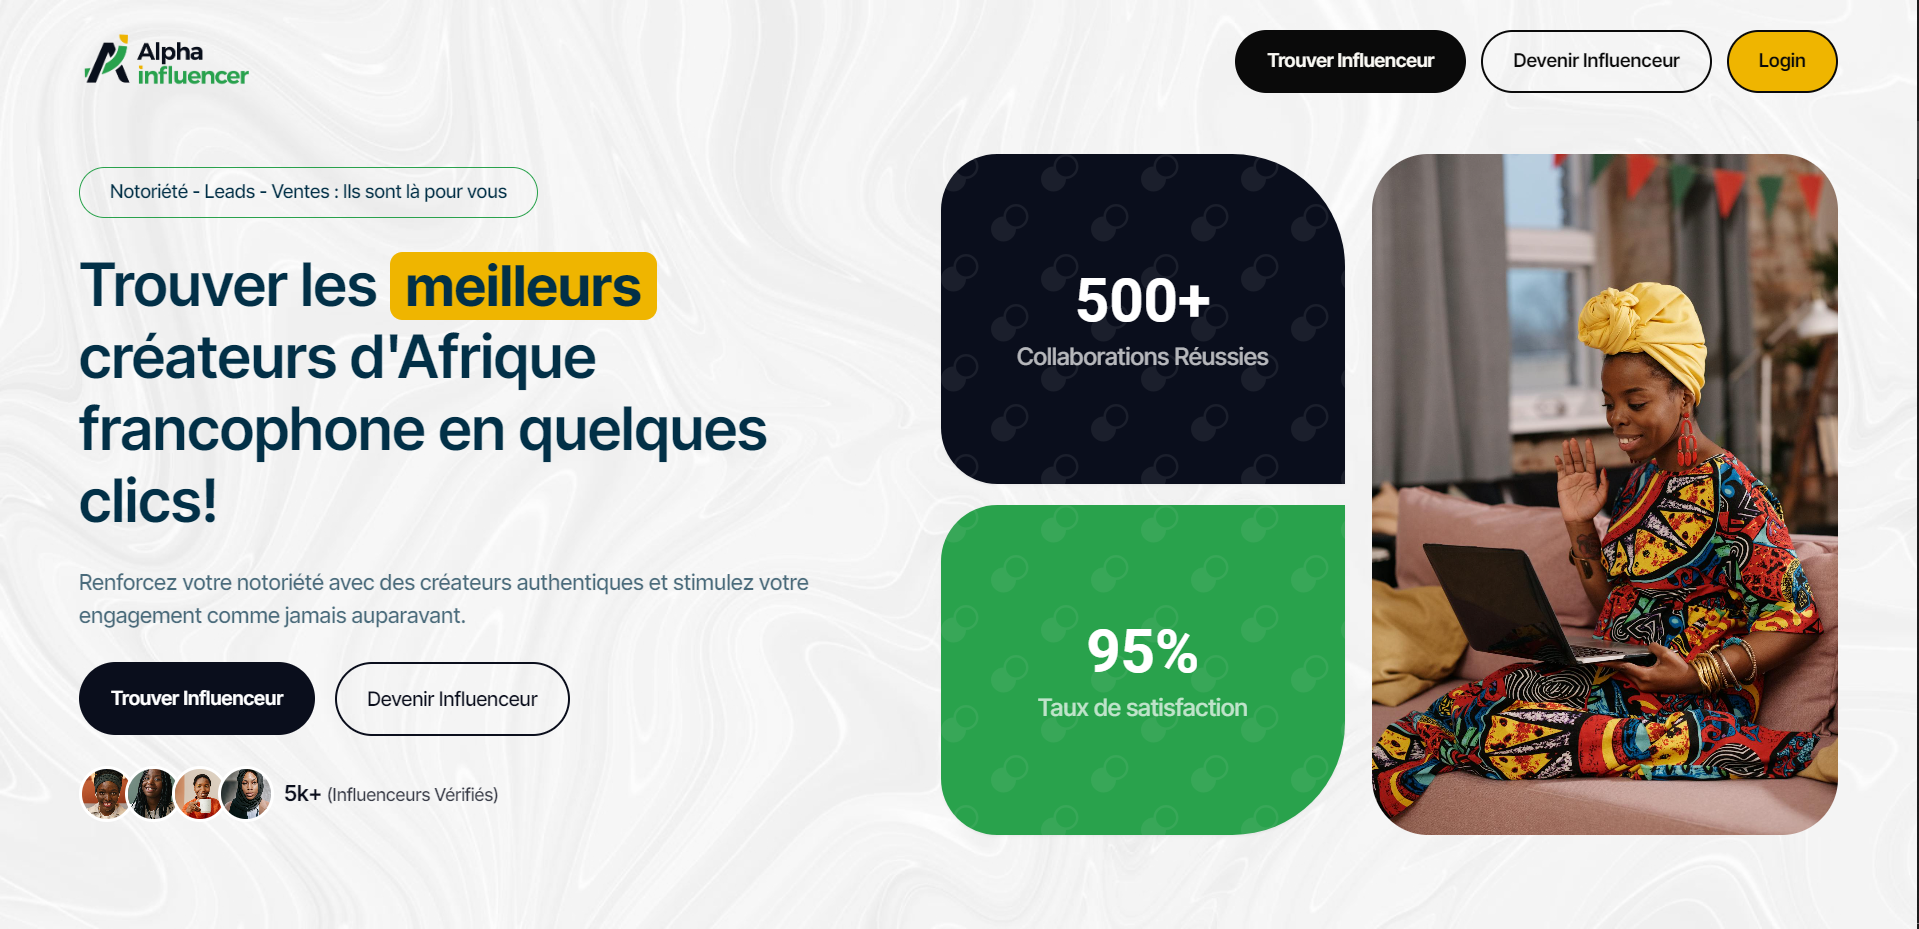 Alpha
influencer
Trouver Influenceur
Devenir Influenceur
Login
Notoriété - Leads - Ventes : Ils sont là pour vous
Trouver les meilleurs
créateurs d'Afrique
francophone en quelques
clics!
Renforcez votre notoriété avec des créateurs authentiques et stimulez votre
engagement comme jamais auparavant.
Trouver Influenceur
Devenir Influenceur
5k+ (Influenceurs Vérifiés)
500+
Collaborations Réussies
95%
Taux de satisfaction